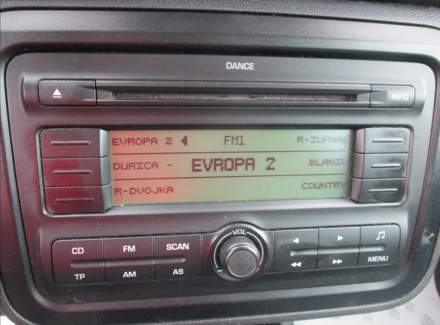 DANCE
INFO
EVROPA 2 FM1 R-ZURNAL
DURICA - EVROPA 2 BLANIK
R-DVOJKA COUNTRY
VOL
CD FM SCAN
TP AM AS MENU